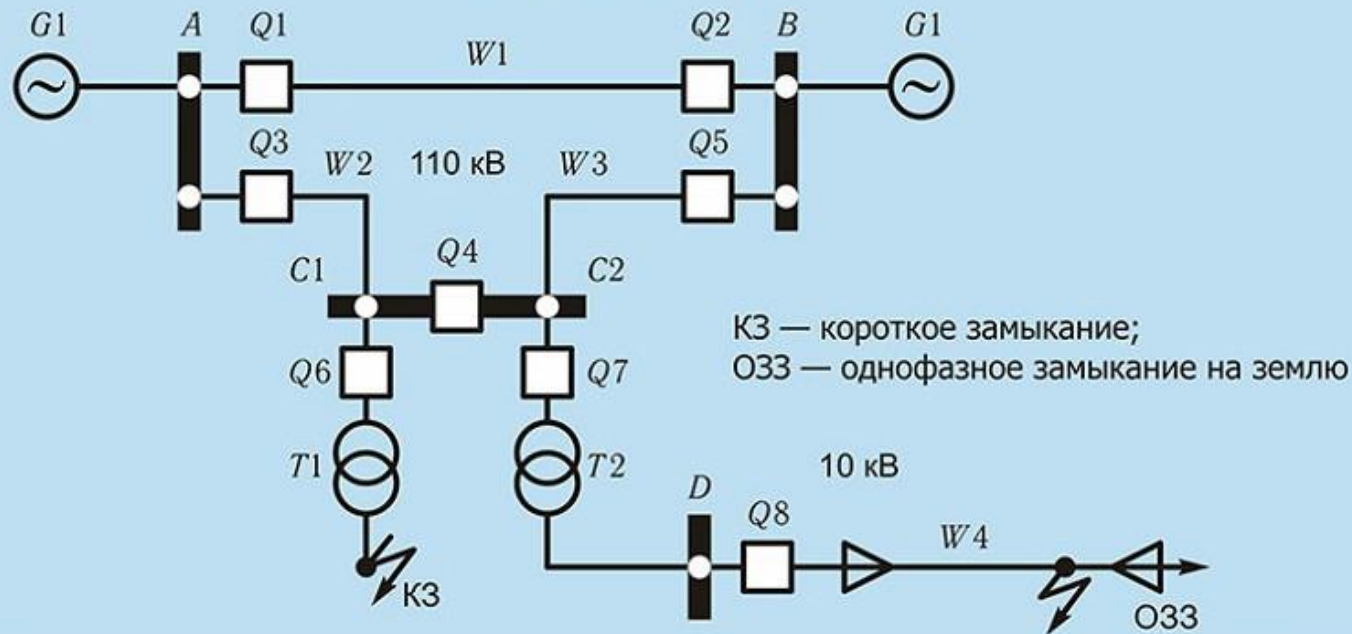 G1 A Q1 W1 Q2 B G1
Q3 W2 110 кВ W3 Q5
C1 Q4 C2
КЗ — короткое замыкание;
Q6 Q7 ОЗЗ — однофазное замыкание на землю
T1 T2 D 10 кВ
Q8 W4
КЗ ОЗЗ